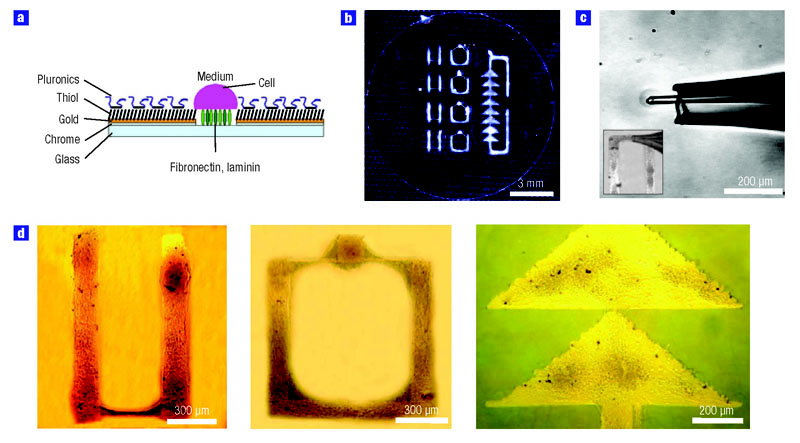 a
Pluronics
Medium
Cell
Thiol
Gold
Chrome
Glass
Fibronectin, laminin
b
3 mm
c
200 µm
d
300 µm
300 µm
200 µm